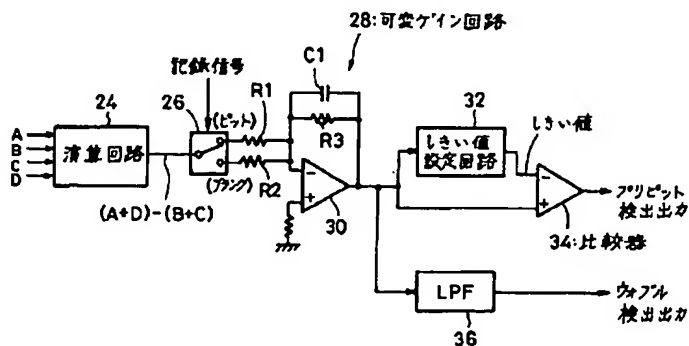 28:可変ゲイン回路
記録信号
C1
24
26
(ピット)
R1
R3
32
A
B
C
D
演算回路
しきい値
設定回路
しきい値
(ブランク)
R2
−
+
30
−
+
プリピット
検出出力
(A+D)-(B+C)
34:比較器
LPF
ウォブル
検出出力
36